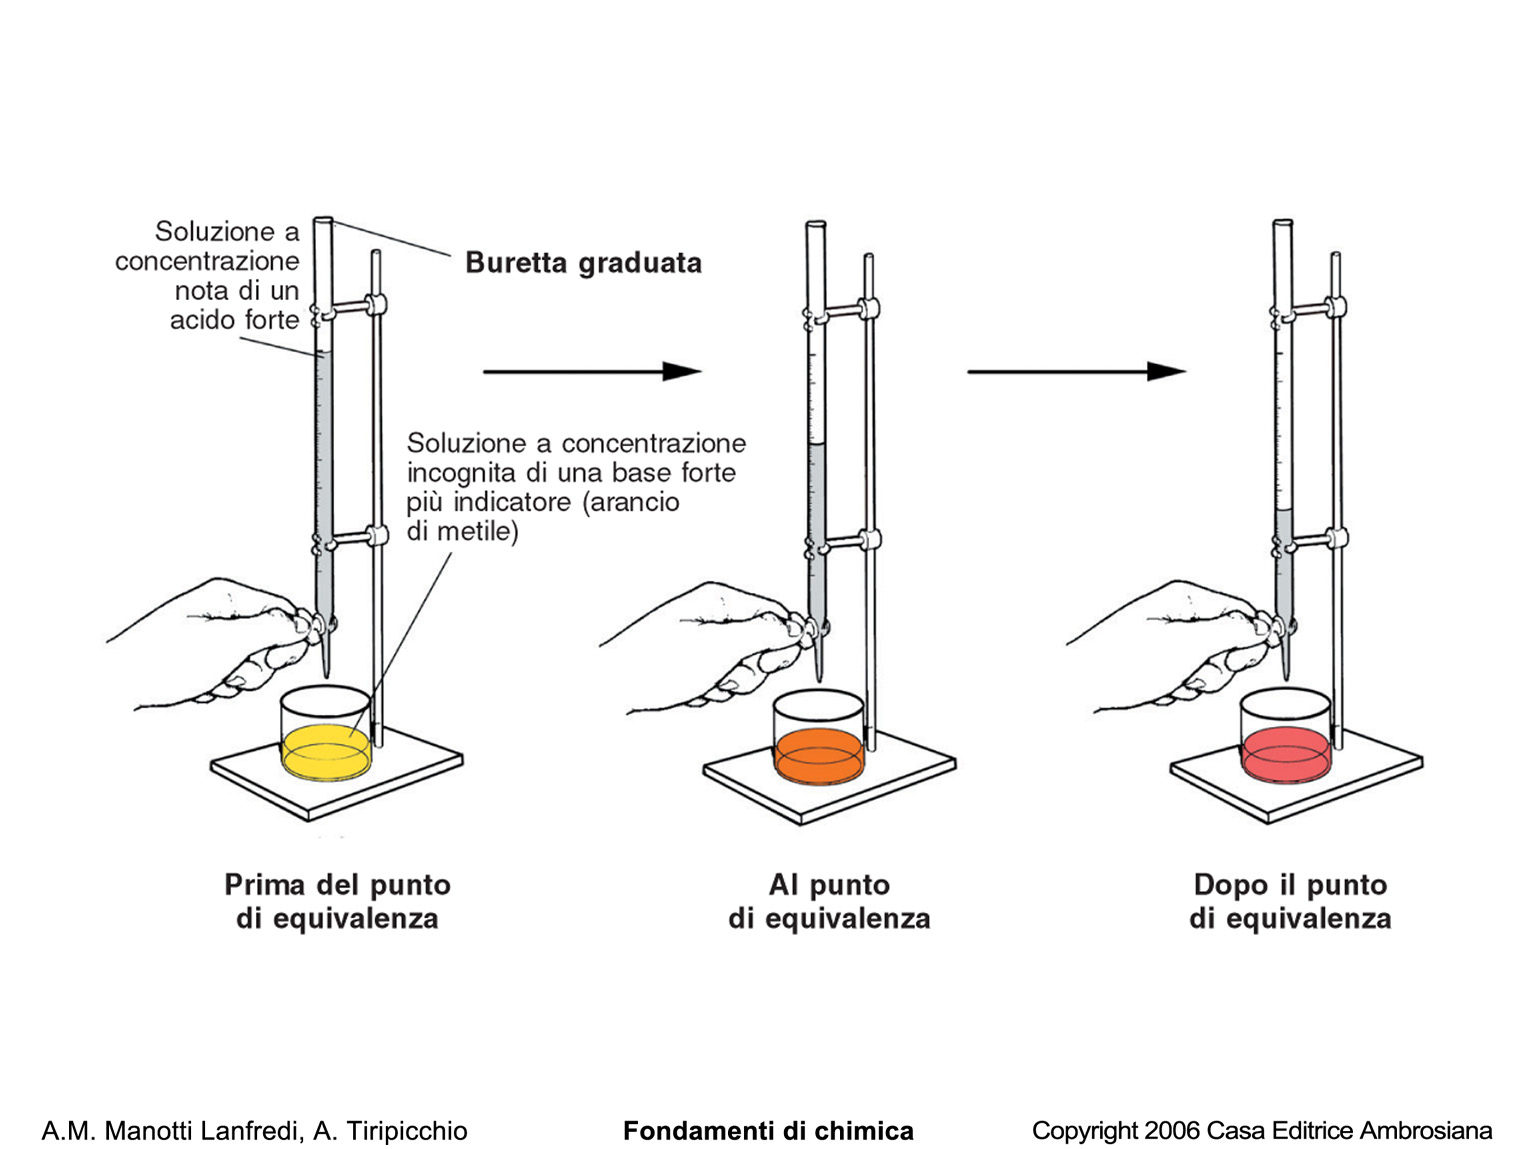 Soluzione a
concentrazione
nota di un
acido forte
Buretta graduata
Soluzione a concentrazione
incognita di una base forte
più indicatore (arancio
di metile)
Prima del punto
di equivalenza
Al punto
di equivalenza
Dopo il punto
di equivalenza
A.M. Manotti Lanfredi, A. Tiripicchio
Fondamenti di chimica
Copyright 2006 Casa Editrice Ambrosiana